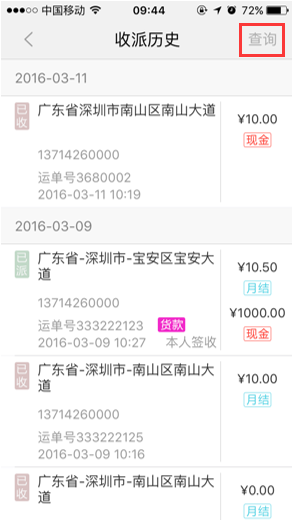 中国移动 09:44 72%
收派历史 查询
2016-03-11
已收 广东省深圳市南山区南山大道 ¥10.00
现金
13714260000
运单号3680002
2016-03-11 10:19
2016-03-09
已派 广东省-深圳市-宝安区宝安大道 ¥10.50
月结
13714260000 ¥1000.00
运单号333222123 货款 现金
2016-03-09 10:27 本人签收
已收 广东省-深圳市-南山区南山大道 ¥10.00
月结
13714260000
运单号333222125
2016-03-09 10:16
已收 广东省-深圳市-南山区南山大道 ¥0.00
月结